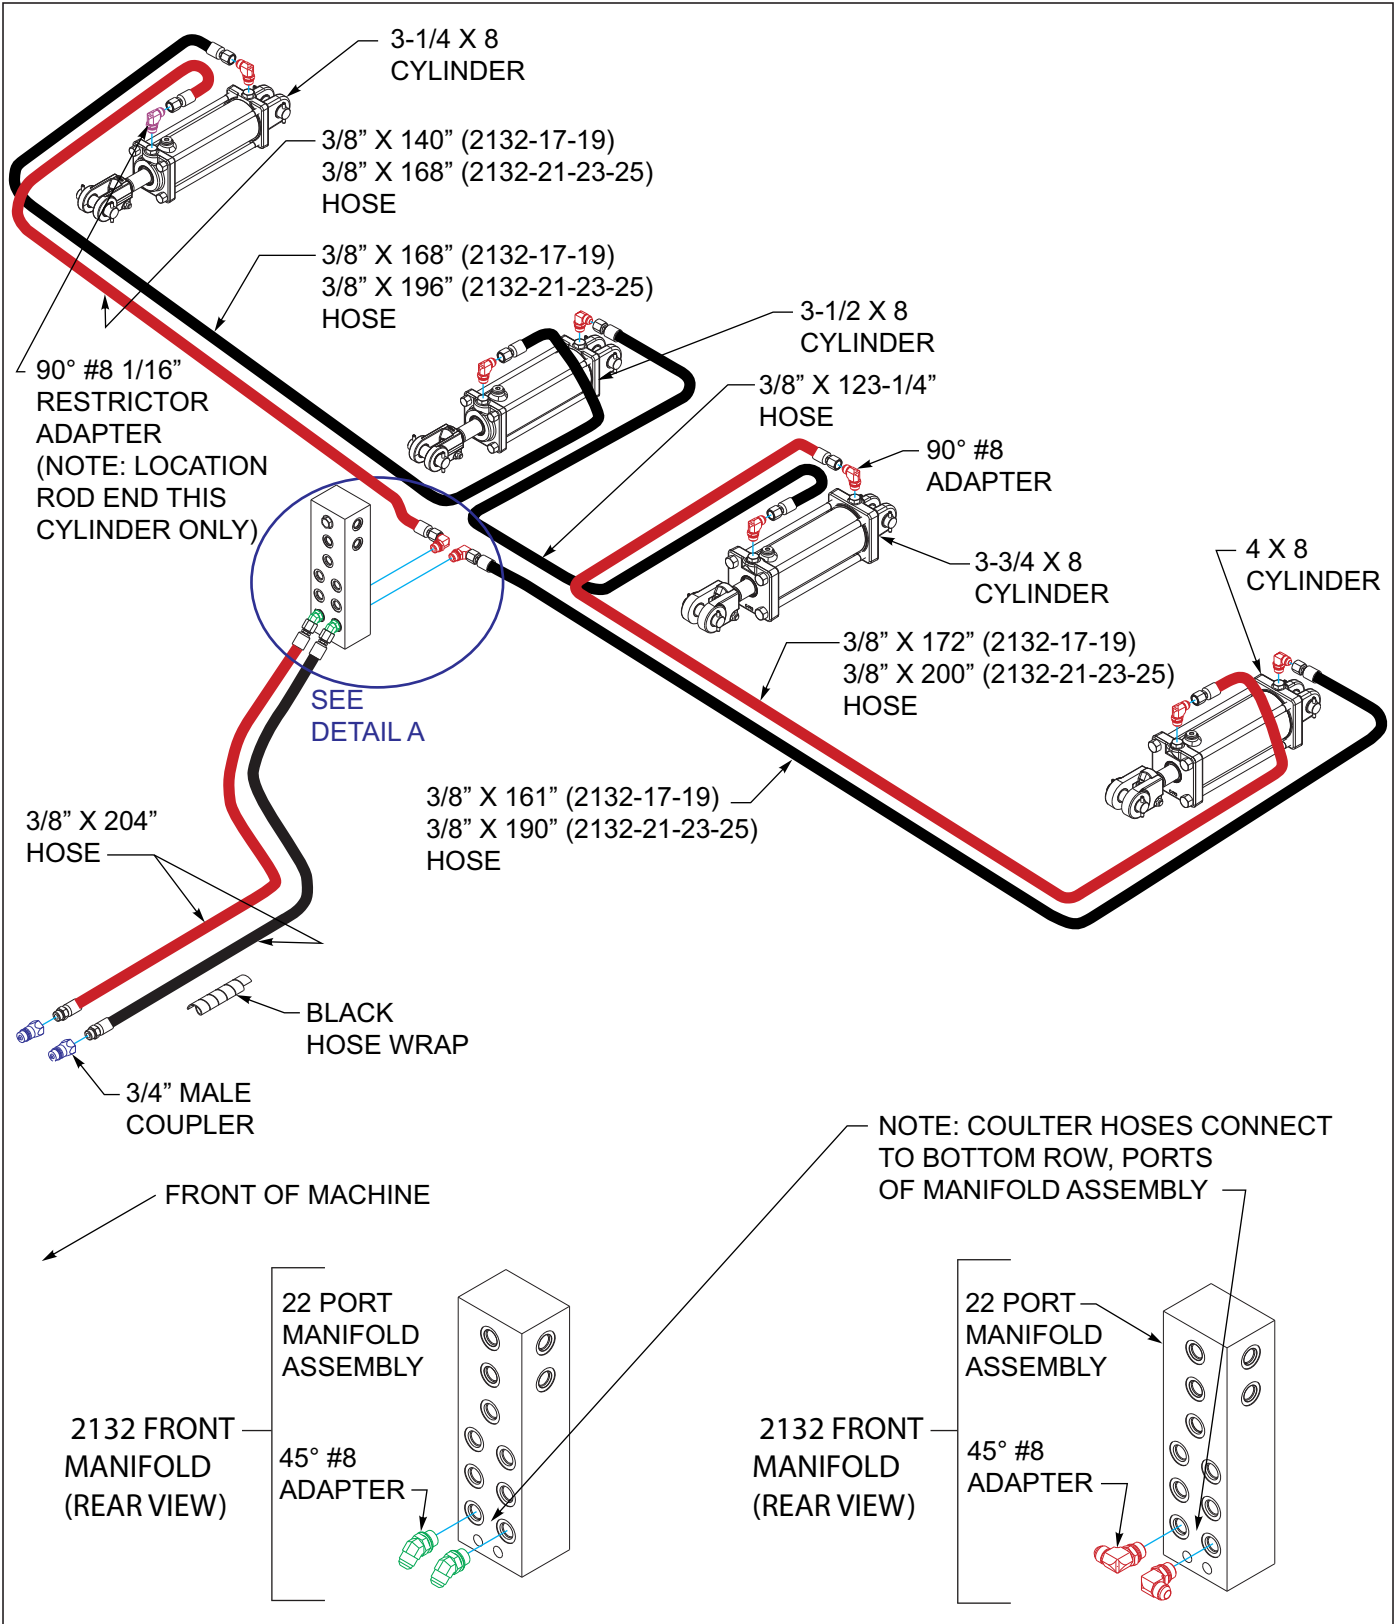 3-1/4 X 8
CYLINDER
3/8” X 140” (2132-17-19)
3/8” X 168” (2132-21-23-25)
HOSE
3/8” X 168” (2132-17-19)
3/8” X 196” (2132-21-23-25)
HOSE
3-1/2 X 8
CYLINDER
90° #8 1/16”
RESTRICTOR
ADAPTER
(NOTE: LOCATION
ROD END THIS
CYLINDER ONLY)
3/8” X 123-1/4”
HOSE
90° #8
ADAPTER
3-3/4 X 8
CYLINDER
4 X 8
CYLINDER
3/8” X 172” (2132-17-19)
3/8” X 200” (2132-21-23-25)
HOSE
SEE
DETAIL A
3/8” X 161” (2132-17-19)
3/8” X 190” (2132-21-23-25)
HOSE
3/8” X 204”
HOSE
BLACK
HOSE WRAP
3/4” MALE
COUPLER
NOTE: COULTER HOSES CONNECT
TO BOTTOM ROW, PORTS
OF MANIFOLD ASSEMBLY
FRONT OF MACHINE
22 PORT
MANIFOLD
ASSEMBLY
2132 FRONT
MANIFOLD
(REAR VIEW)
45° #8
ADAPTER
22 PORT
MANIFOLD
ASSEMBLY
2132 FRONT
MANIFOLD
(REAR VIEW)
45° #8
ADAPTER